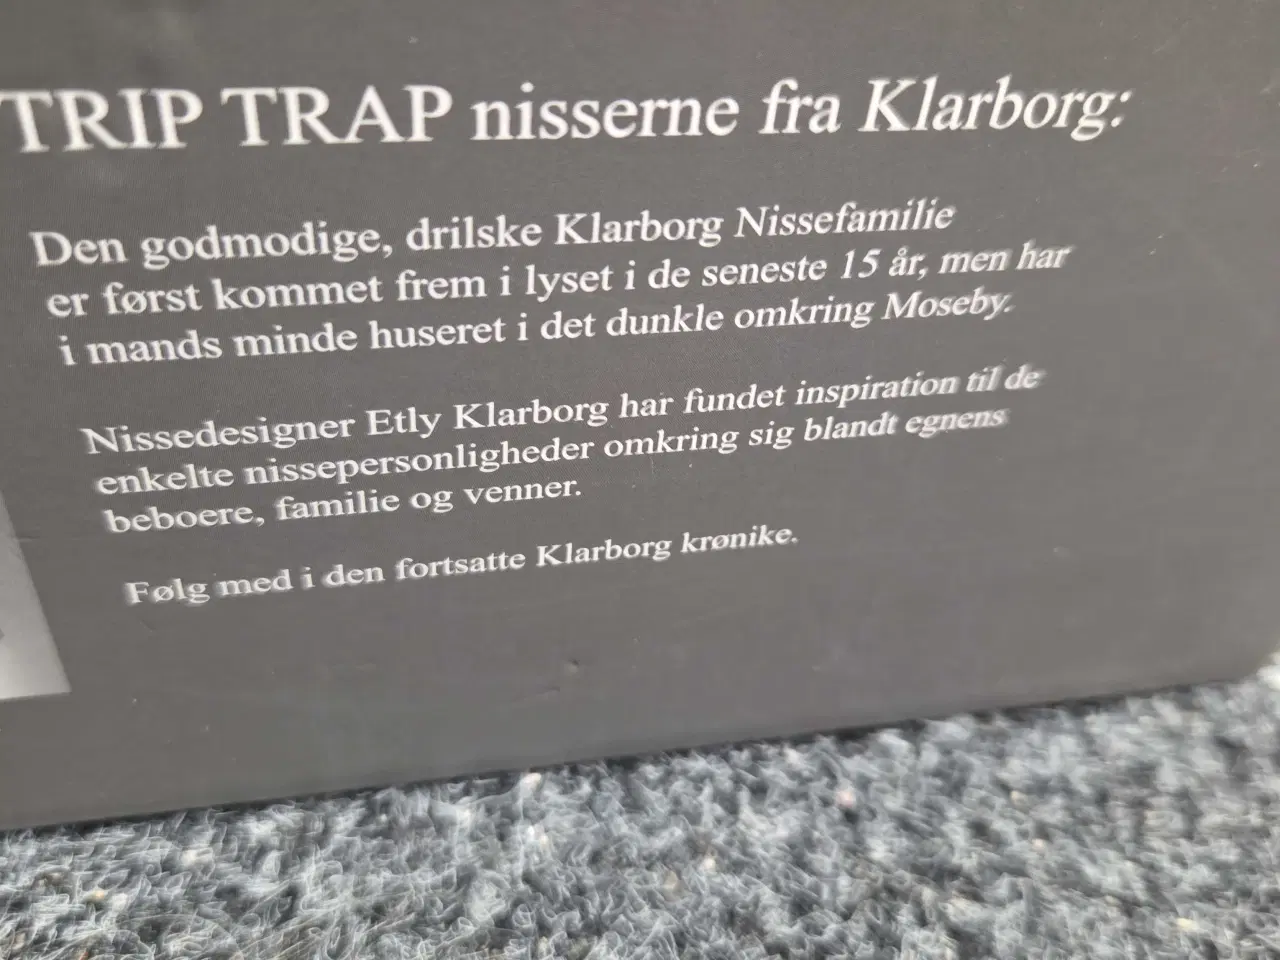 TRIP TRAP nisserne fra Klarborg:
Den godmodige, drilske Klarborg Nissefamilie
er først kommet frem i lyset i de seneste 15 år, men har
i mands minde huseret i det dunkle omkring Moseby.
Nissedesigner Etly Klarborg har fundet inspiration til de
enkelte nissepersonligheder omkring sig blandt egnens
beboere, familie og venner.
Følg med i den fortsatte Klarborg krønike.